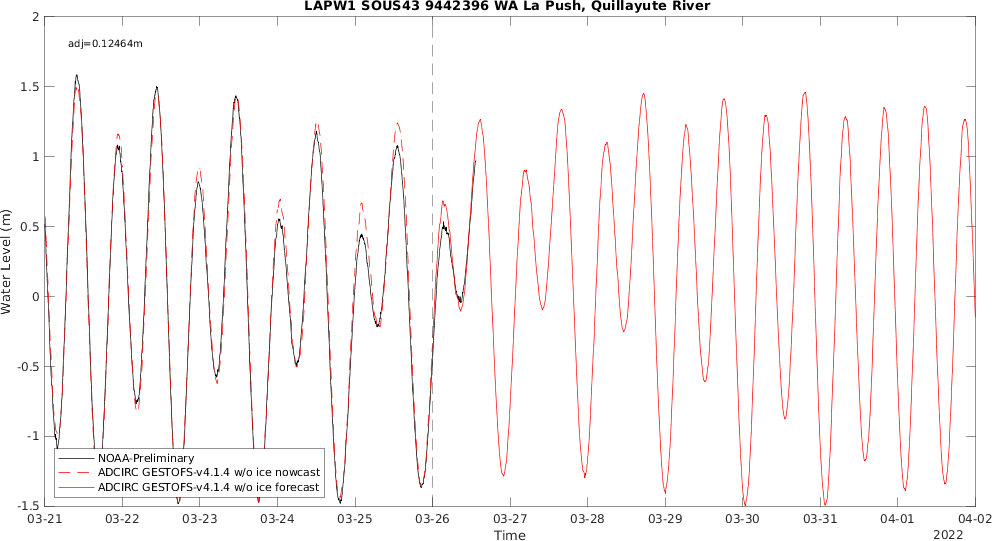 LAPW1 SOUS43 9442396 WA La Push, Quillayute River
adj=0.12464m
2
1.5
1
0.5
0
-0.5
-1
-1.5
Water Level (m)
NOAA-Preliminary
ADCIRC GESTOFS-v4.1.4 w/o ice nowcast
ADCIRC GESTOFS-v4.1.4 w/o ice forecast
03-21 03-22 03-23 03-24 03-25 03-26 03-27 03-28 03-29 03-30 03-31 04-01 04-02
Time
2022